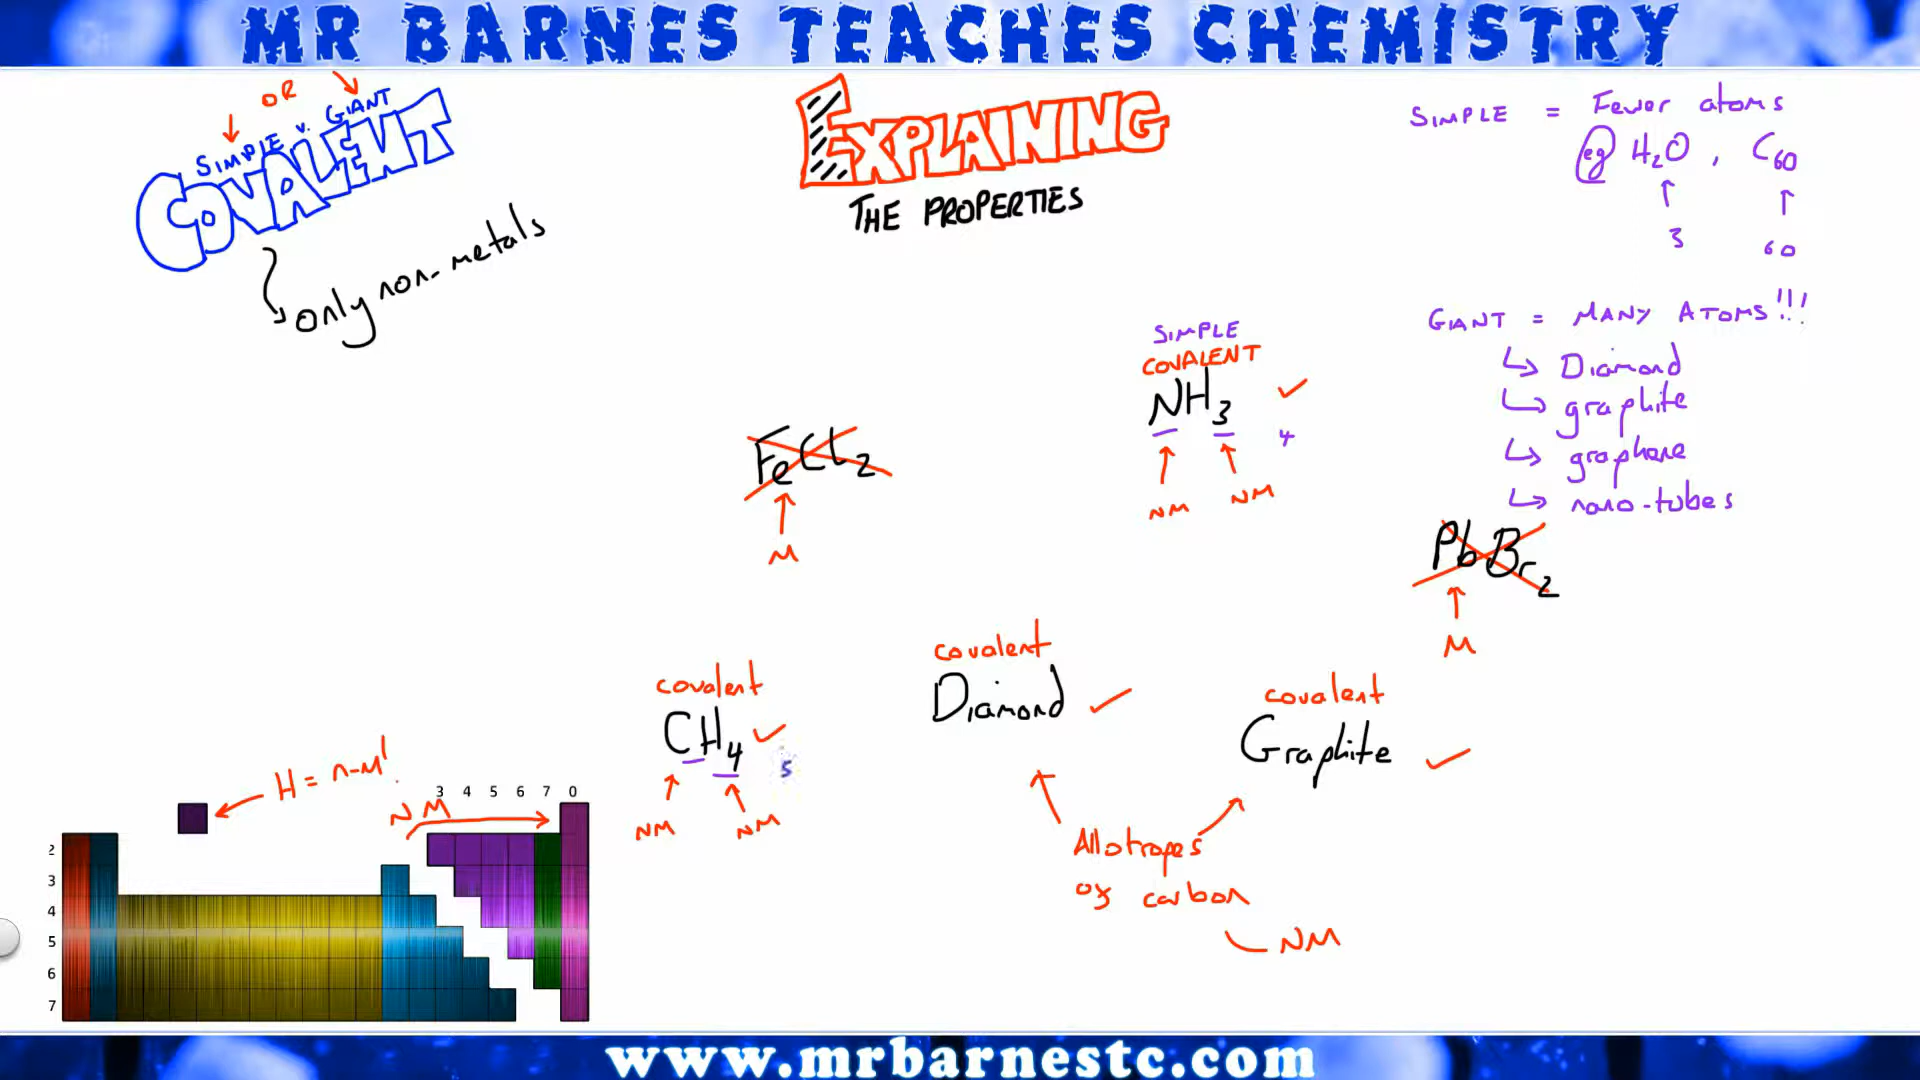 MR BARNES TEACHES CHEMISTRY
OR
SIMPLE v. GIANT
COVALENT
only non-metals
EXPLAINING
THE PROPERTIES
SIMPLE = Fewer atoms
eg H₂O , C₆₀
3 60
GIANT = MANY ATOMS!!!
↳ Diamond
↳ graphite
↳ graphene
↳ nano-tubes
SIMPLE
COVALENT
NH₃ ✓
4
NM NM
FeCl₂
M
PbBr₂
M
covalent
CH₄ ✓
5
NM NM
covalent
Diamond ✓
covalent
Graphite ✓
Allotropes
of carbon
NM
H = n-M!
NM
3 4 5 6 7 0
2
3
4
5
6
7
www.mrbarnestc.com